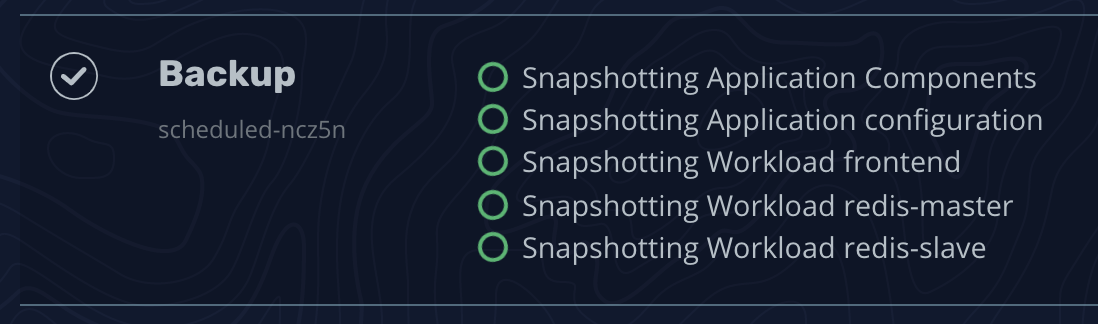 Backup
scheduled-ncz5n
Snapshotting Application Components
Snapshotting Application configuration
Snapshotting Workload frontend
Snapshotting Workload redis-master
Snapshotting Workload redis-slave